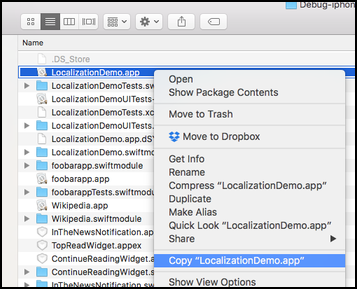 Debug-iphon
Name
.DS_Store
LocalizationDemo.app
LocalizationDemoTests.sw
LocalizationDemoUITests-
LocalizationDemoTests.xc
LocalizationDemoUITests.
LocalizationDemo.app.dSY
LocalizationDemo.swiftm
foobarapp.swiftmodule
foobarapp.app
foobarappTests.swiftmod
Wikipedia.app
Wikipedia.swiftmodule
InTheNewsNotification.ap
TopReadWidget.appex
ContinueReadingWidget.a
ContinueReadingWidget.s
InTheNewsNotification.sw
Open
Show Package Contents
Move to Trash
Move to Dropbox
Get Info
Rename
Compress “LocalizationDemo.app”
Duplicate
Make Alias
Quick Look “LocalizationDemo.app”
Share
Copy “LocalizationDemo.app”
Show View Options